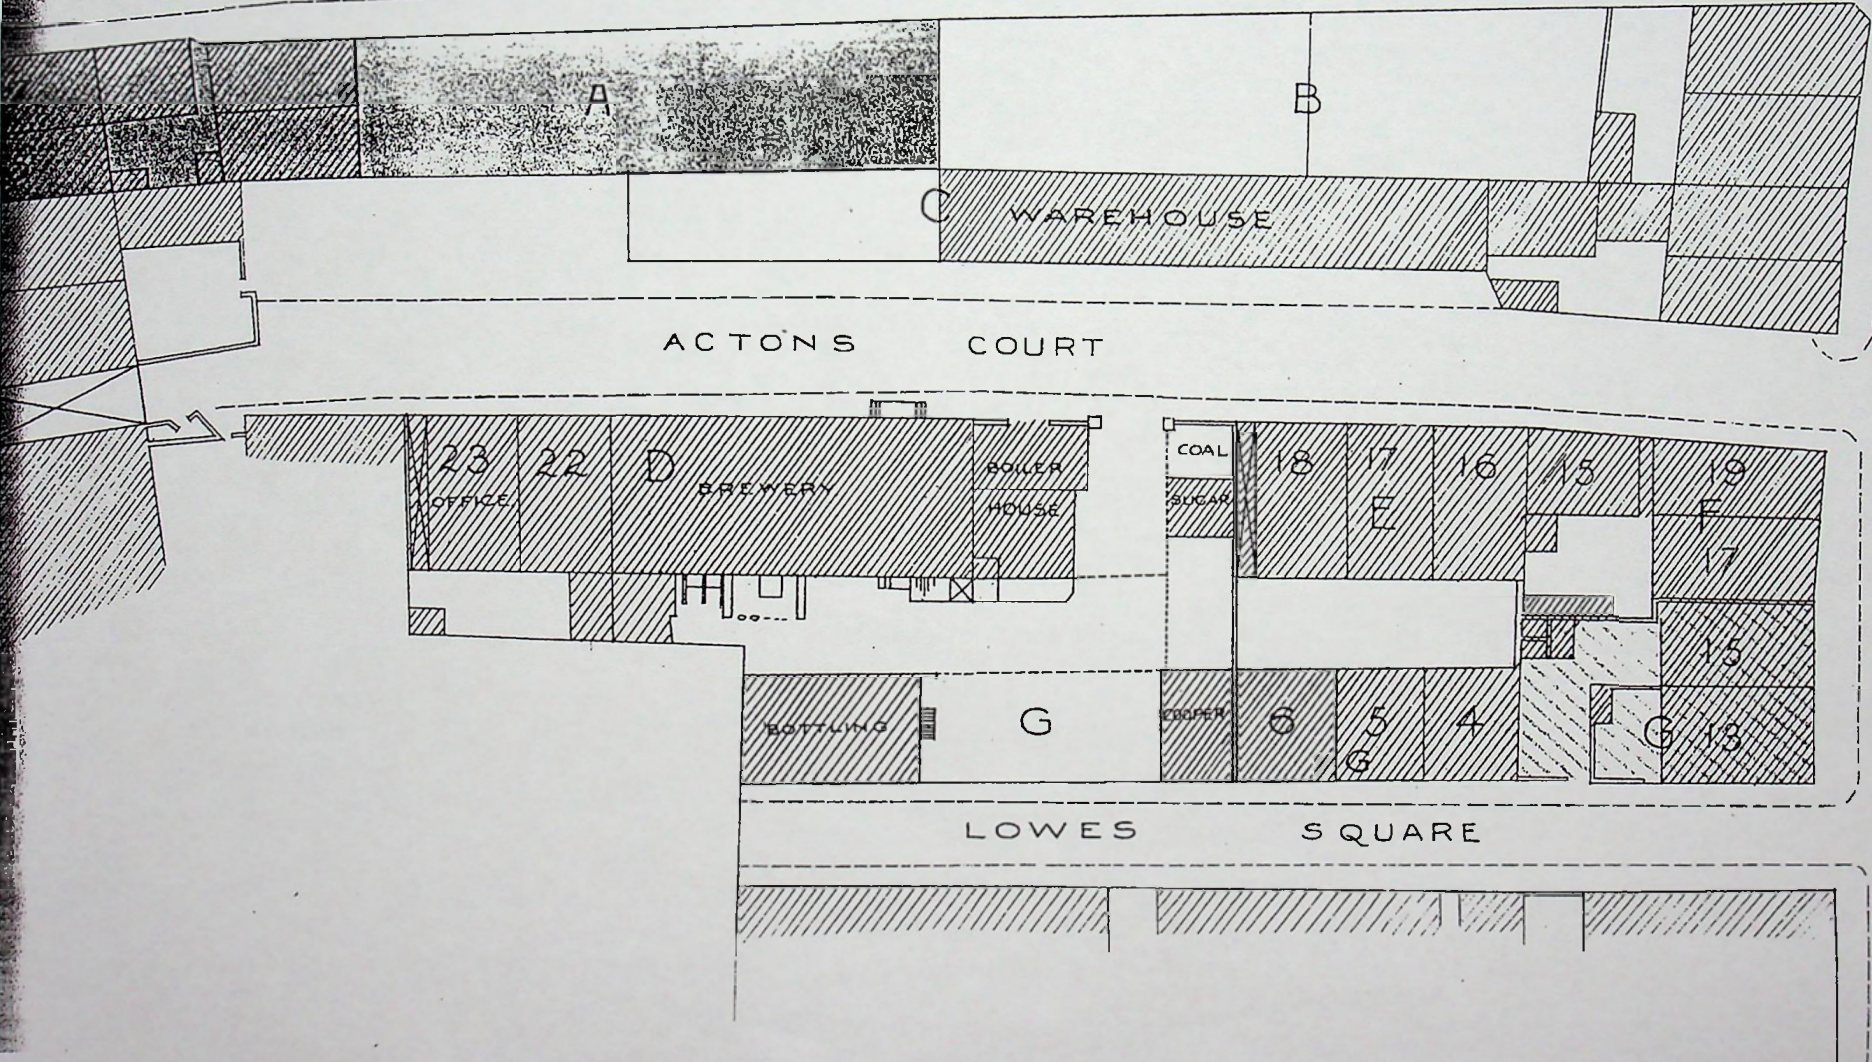 A
B
C WAREHOUSE
ACTONS COURT
23 22 D
OFFICE BREWERY
BOILER
HOUSE
COAL
SUGAR
18 17 16 15 19
E F
17
15
BOTTLING G COOPER 6 5 4 G 13
G
LOWES SQUARE